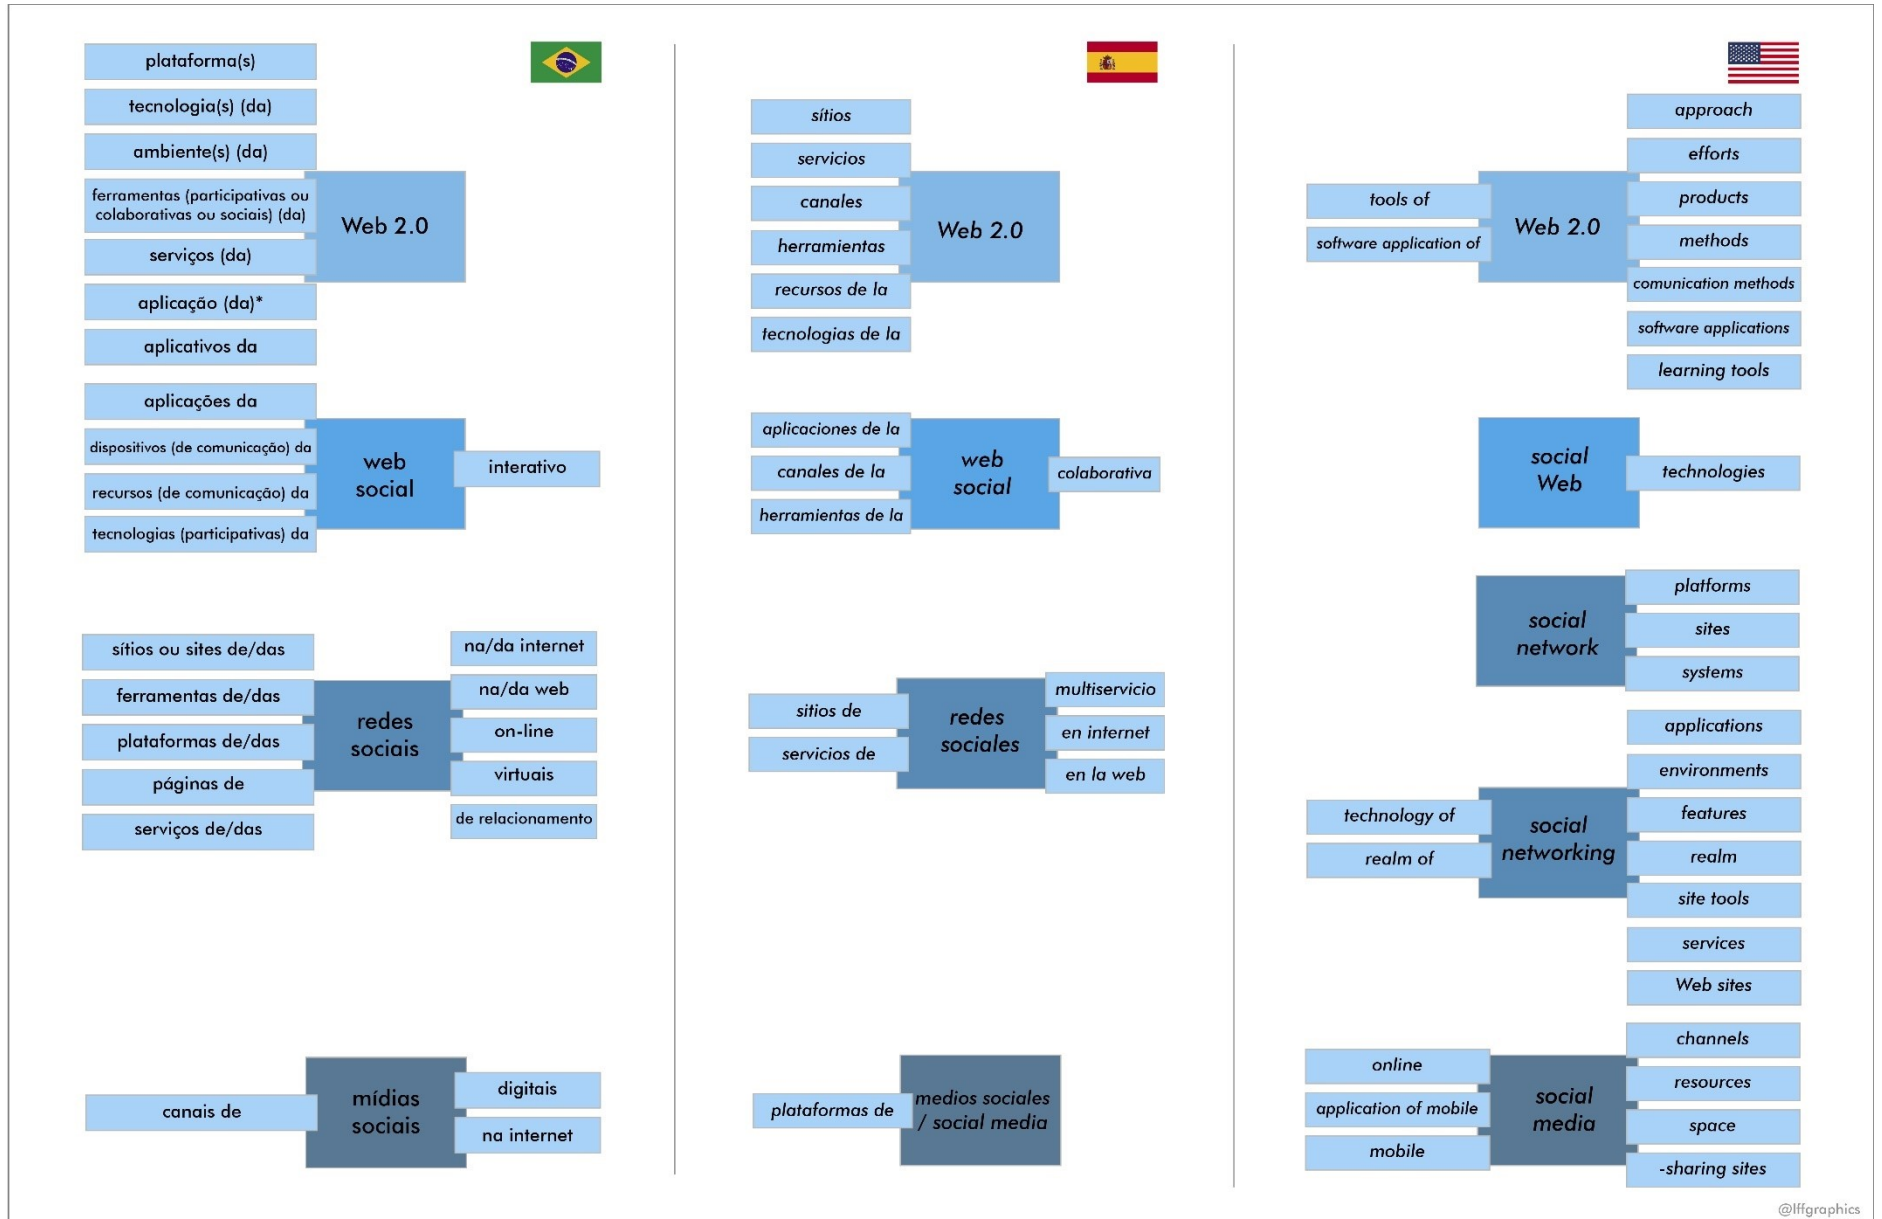 plataforma(s)
tecnologia(s) (da)
ambiente(s) (da)
ferramentas (participativas ou
colaborativas ou sociais) (da)
serviços (da)
aplicação (da)*
aplicativos da
Web 2.0
aplicações da
dispositivos (de comunicação) da
recursos (de comunicação) da
tecnologias (participativas) da
web
social
interativo
sítios ou sites de/das
ferramentas de/das
plataformas de/das
páginas de
serviços de/das
redes
sociais
na/da internet
na/da web
on-line
virtuais
de relacionamento
canais de
mídias
sociais
digitais
na internet
sítios
servicios
canales
herramientas
recursos de la
tecnologias de la
Web 2.0
aplicaciones de la
canales de la
herramientas de la
web
social
colaborativa
sitios de
servicios de
redes
sociales
multiservicio
en internet
en la web
plataformas de
medios sociales
/ social media
tools of
software application of
Web 2.0
approach
efforts
products
methods
comunication methods
software applications
learning tools
social
Web
technologies
social
network
platforms
sites
systems
technology of
realm of
social
networking
applications
environments
features
realm
site tools
services
Web sites
online
application of mobile
mobile
social
media
channels
resources
space
-sharing sites
@lffgraphics